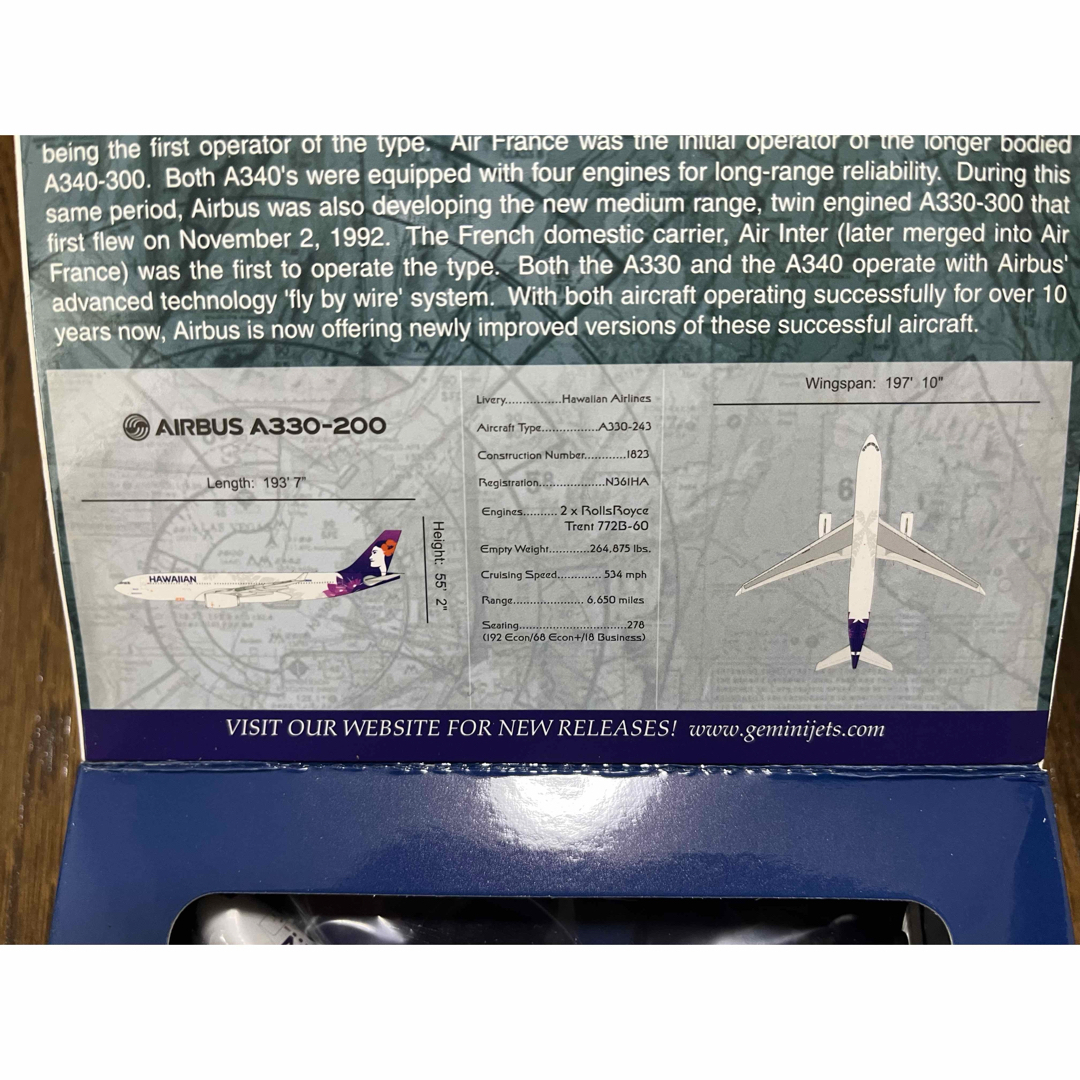 being the first operator of the type. Air France was the initial operator of the longer bodied
A340-300. Both A340's were equipped with four engines for long-range reliability. During this
same period, Airbus was also developing the new medium range, twin engined A330-300 that
first flew on November 2, 1992. The French domestic carrier, Air Inter (later merged into Air
France) was the first to operate the type. Both the A330 and the A340 operate with Airbus'
advanced technology 'fly by wire' system. With both aircraft operating successfully for over 10
years now, Airbus is now offering newly improved versions of these successful aircraft.
AIRBUS A330-200
Length: 193' 7"
HAWAIIAN
Height: 55' 2"
Livery................Hawaiian Airlines
Aircraft Type...............A330-243
Construction Number...........1823
Registration.................N361HA
Engines.......... 2 x RollsRoyce
Trent 772B-60
Empty Weight............264,875 lbs.
Cruising Speed............ 534 mph
Range...................... 6,650 miles
Seating.............................278
(192 Econ/68 Econ+/18 Business)
Wingspan: 197' 10"
VISIT OUR WEBSITE FOR NEW RELEASES! www.geminijets.com